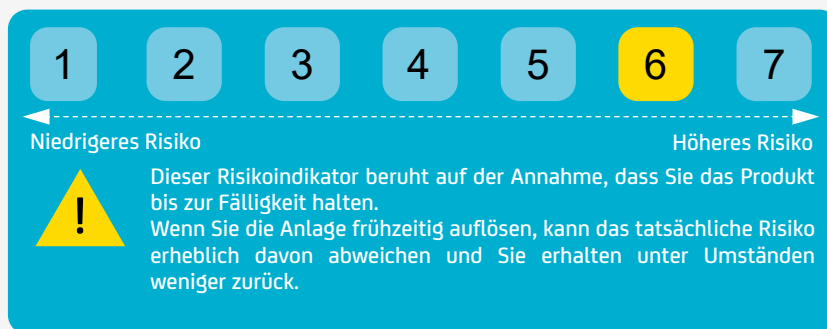 1 2 3 4 5 6 7
Niedrigeres Risiko Höheres Risiko
!
Dieser Risikoindikator beruht auf der Annahme, dass Sie das Produkt
bis zur Fälligkeit halten.
Wenn Sie die Anlage frühzeitig auflösen, kann das tatsächliche Risiko
erheblich davon abweichen und Sie erhalten unter Umständen
weniger zurück.